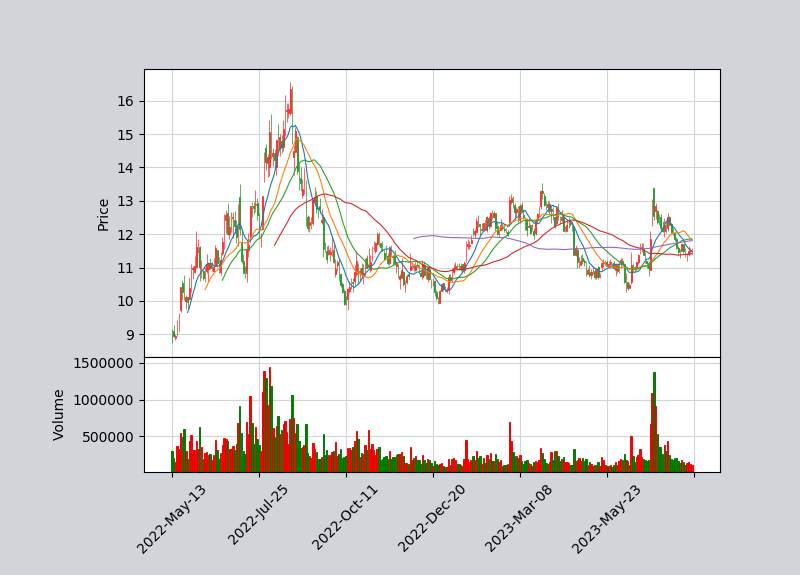 Price
16
15
14
13
12
11
10
9
Volume
1500000
1000000
500000
2022-May-13
2022-Jul-25
2022-Oct-11
2022-Dec-20
2023-Mar-08
2023-May-23